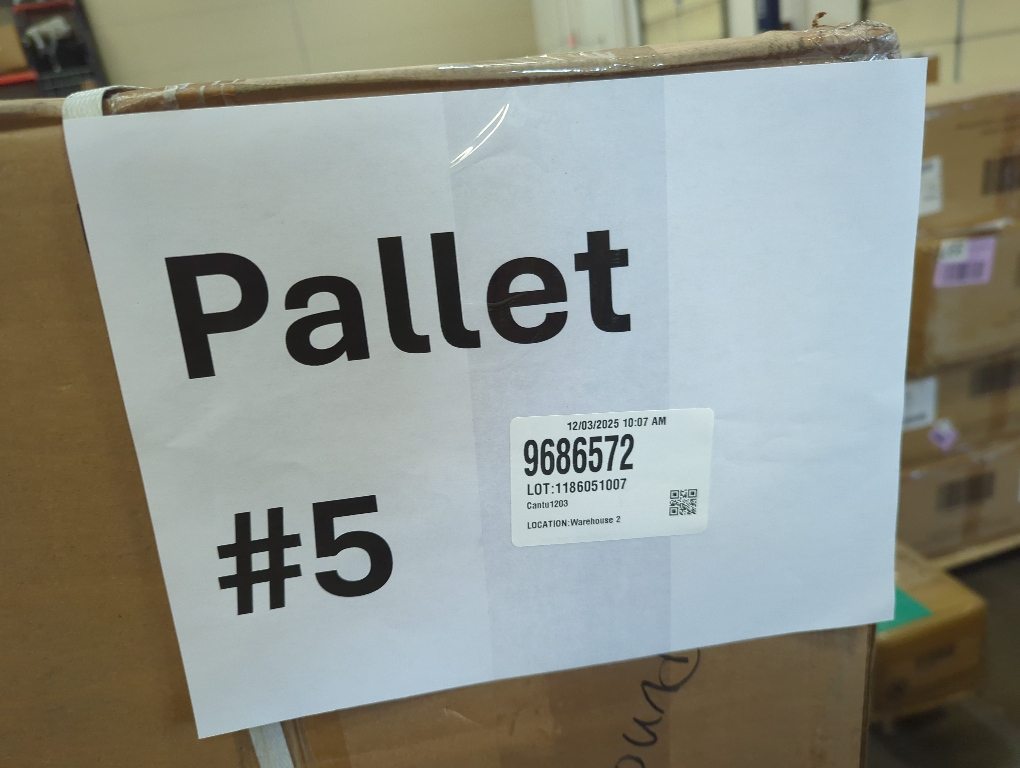 Pallet
#5
12/03/2025 10:07 AM
9686572
LOT:1186051007
Cantu1203
LOCATION:Warehouse 2